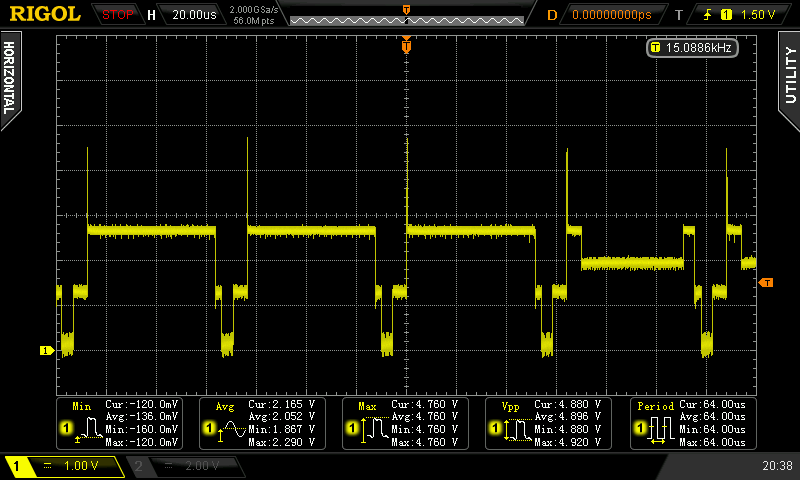 RIGOL STOP H 20.00us 2.000GSa/s 56.0M pts T D 0.00000000ps T 1 1.50 V
HORIZONTAL
UTILITY
T 15.0886kHz
T
T
1
Min Cur:-120.0mV
Avg:-136.0mV
1 Min:-160.0mV
Max:-120.0mV
Avg Cur:2.165 V
Avg:2.052 V
1 Min:1.867 V
Max:2.290 V
Max Cur:4.760 V
Avg:4.760 V
1 Min:4.760 V
Max:4.760 V
Vpp Cur:4.880 V
Avg:4.896 V
1 Min:4.880 V
Max:4.920 V
Period Cur:64.00us
Avg:64.00us
1 Min:64.00us
Max:64.00us
1 1.00 V 2 2.00 V 20:38